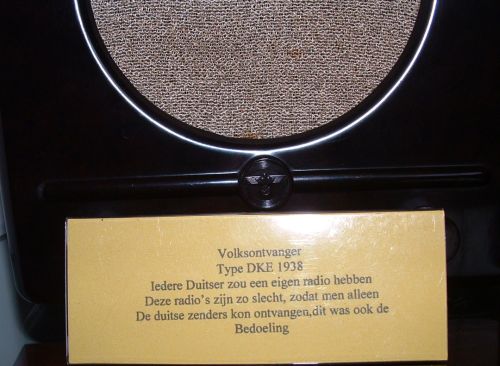 Volksontvanger
Type DKE 1938
Iedere Duitser zou een eigen radio hebben
Deze radio's zijn zo slecht, zodat men alleen
De duitse zenders kon ontvangen,dit was ook de
Bedoeling